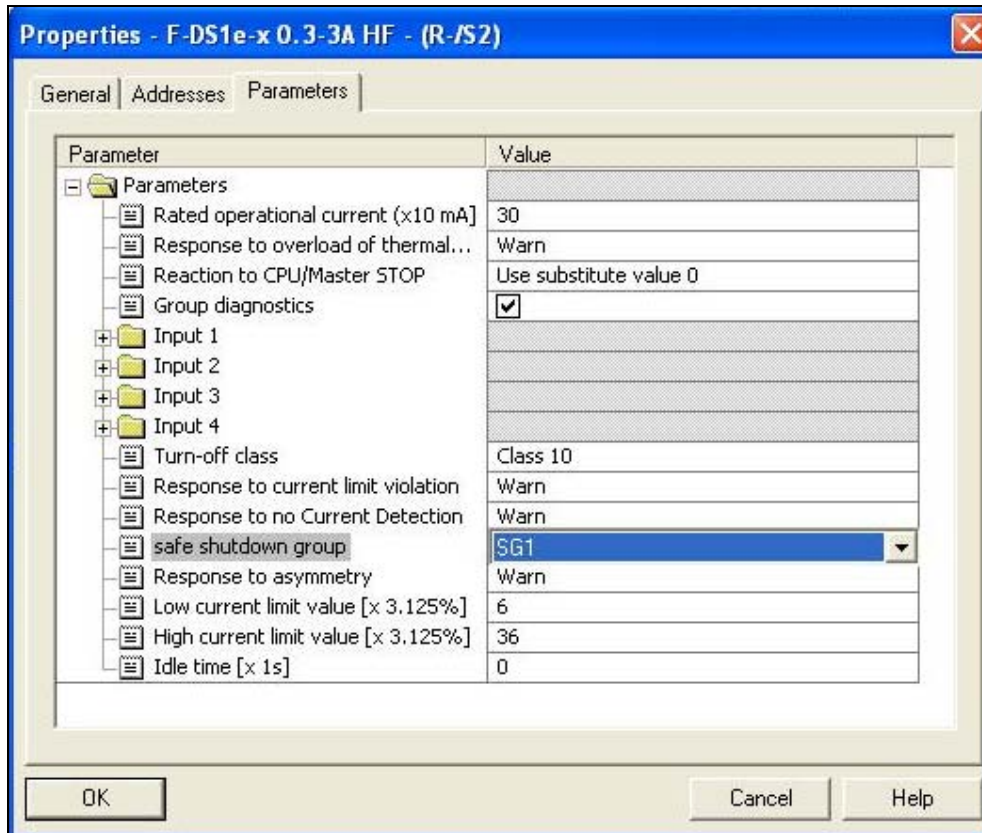 Properties - F-DS1e-x 0.3-3A HF - (R-/S2)
General Addresses Parameters
Parameter Value
Parameters
Rated operational current (x10 mA] 30
Response to overload of thermal... Warn
Reaction to CPU/Master STOP Use substitute value 0
Group diagnostics
Input 1
Input 2
Input 3
Input 4
Turn-off class Class 10
Response to current limit violation Warn
Response to no Current Detection Warn
safe shutdown group SG1
Response to asymmetry Warn
Low current limit value [x 3.125%] 6
High current limit value [x 3.125%] 36
Idle time [x 1s] 0
OK Cancel Help